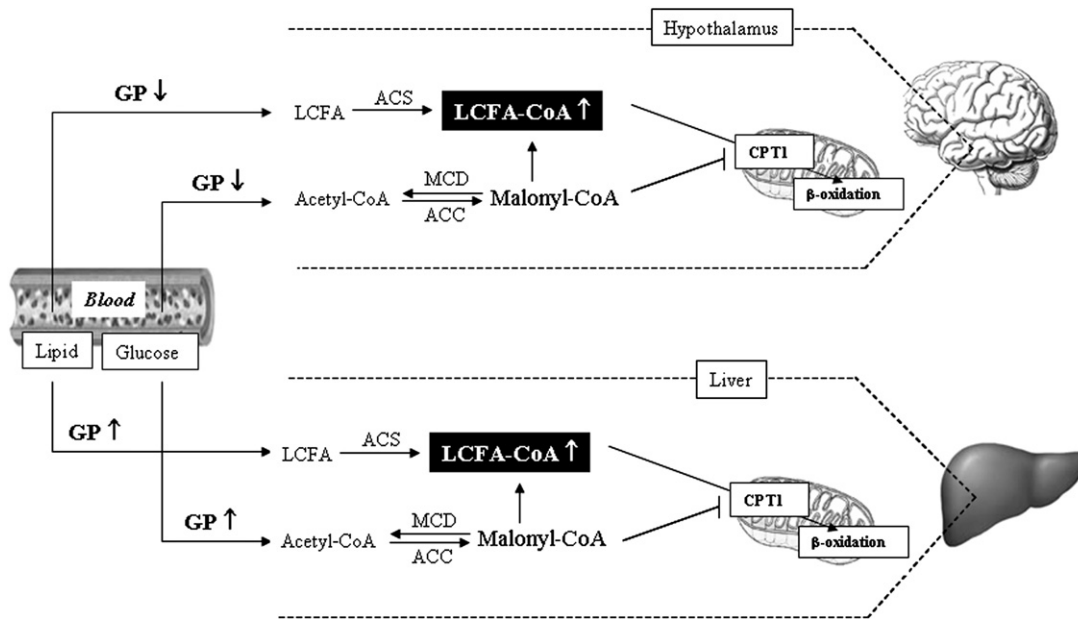 Hypothalamus
GP ↓
LCFA
ACS
LCFA-CoA ↑
CPT1
β-oxidation
GP ↓
Acetyl-CoA
MCD
ACC
Malonyl-CoA
Blood
Lipid
Glucose
Liver
GP ↑
LCFA
ACS
LCFA-CoA ↑
CPT1
β-oxidation
GP ↑
Acetyl-CoA
MCD
ACC
Malonyl-CoA